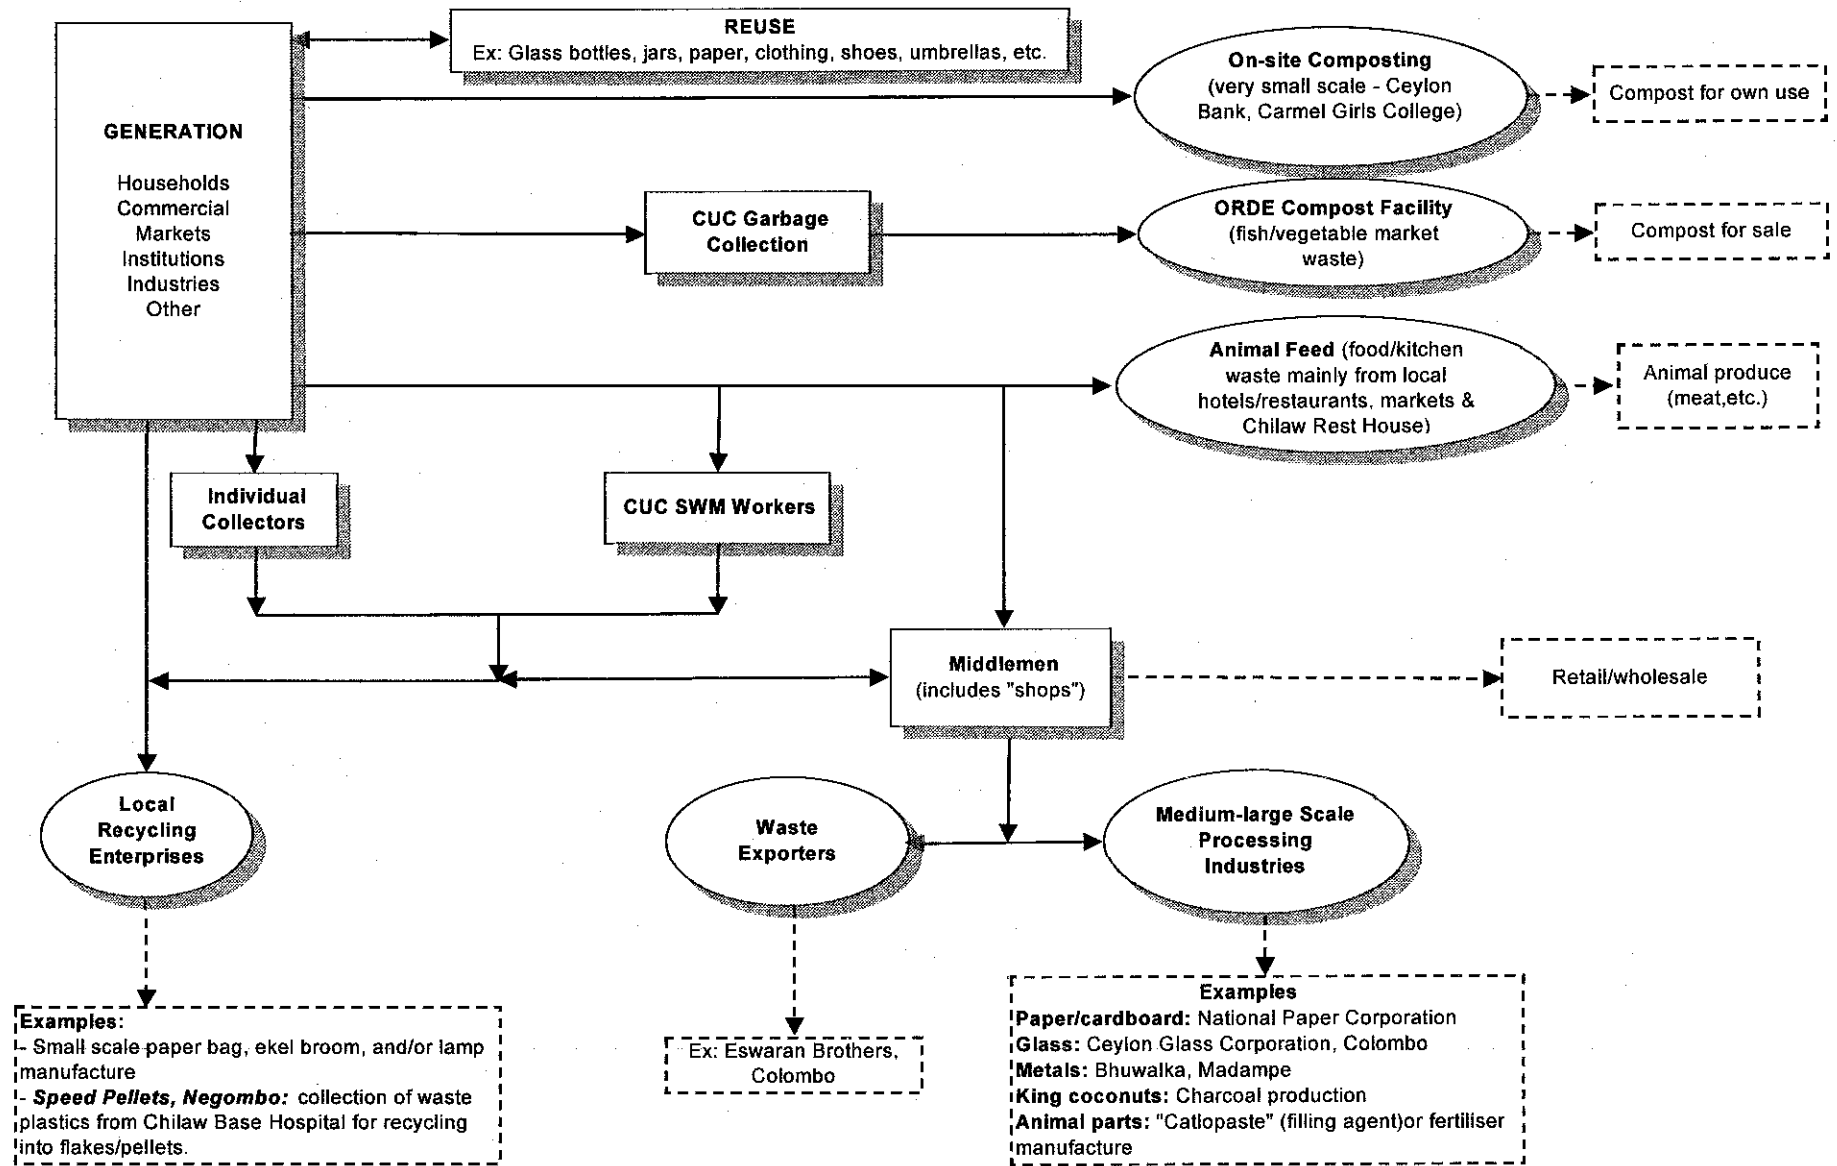 REUSE
Ex: Glass bottles, jars, paper, clothing, shoes, umbrellas, etc.
GENERATION
Households
Commercial
Markets
Institutions
Industries
Other
On-site Composting
(very small scale - Ceylon
Bank, Carmel Girls College)
Compost for own use
CUC Garbage
Collection
ORDE Compost Facility
(fish/vegetable market
waste)
Compost for sale
Animal Feed (food/kitchen
waste mainly from local
hotels/restaurants, markets &
Chilaw Rest House)
Animal produce
(meat,etc.)
Individual
Collectors
CUC SWM Workers
Middlemen
(includes "shops")
Retail/wholesale
Local
Recycling
Enterprises
Waste
Exporters
Medium-large Scale
Processing
Industries
Examples:
- Small scale paper bag, ekel broom, and/or lamp
manufacture
- Speed Pellets, Negombo: collection of waste
plastics from Chilaw Base Hospital for recycling
into flakes/pellets.
Ex: Eswaran Brothers,
Colombo
Examples
Paper/cardboard: National Paper Corporation
Glass: Ceylon Glass Corporation, Colombo
Metals: Bhuwalka, Madampe
King coconuts: Charcoal production
Animal parts: "Catlopaste" (filling agent)or fertiliser
manufacture